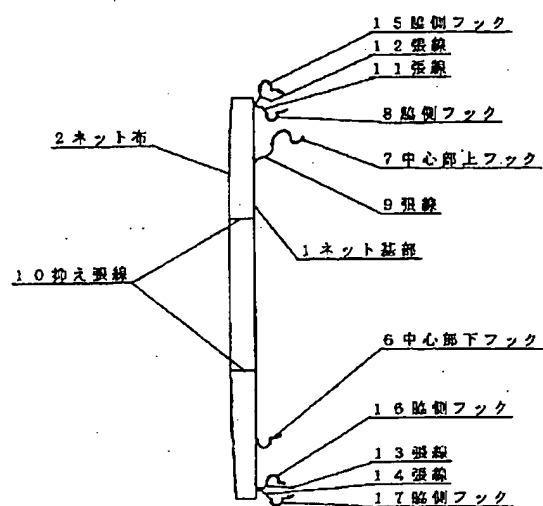 15脇側フック
12張線
11張線
8脇側フック
2ネット布
7中心部上フック
9張線
1ネット基部
10抑え張線
6中心部下フック
16脇側フック
13張線
14張線
17脇側フック